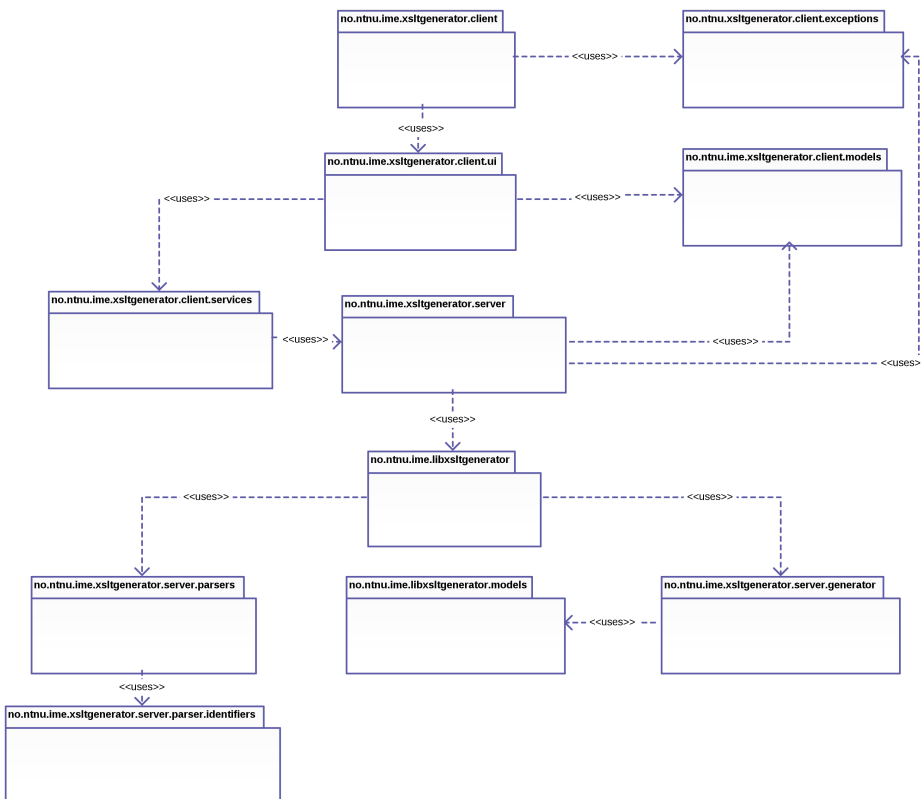 no.ntnu.ime.xsltgenerator.client
no.ntnu.xsltgenerator.client.exceptions
<<uses>>
<<uses>>
no.ntnu.ime.xsltgenerator.client.ui
no.ntnu.ime.xsltgenerator.client.models
<<uses>>
<<uses>>
no.ntnu.ime.xsltgenerator.client.services
no.ntnu.ime.xsltgenerator.server
<<uses>>
<<uses>>
<<uses>
<<uses>>
no.ntnu.ime.libxsltgenerator
<<uses>>
<<uses>>
no.ntnu.ime.xsltgenerator.server.parsers
no.ntnu.ime.libxsltgenerator.models
no.ntnu.ime.xsltgenerator.server.generator
<<uses>>
<<uses>>
no.ntnu.ime.xsltgenerator.server.parser.identifiers